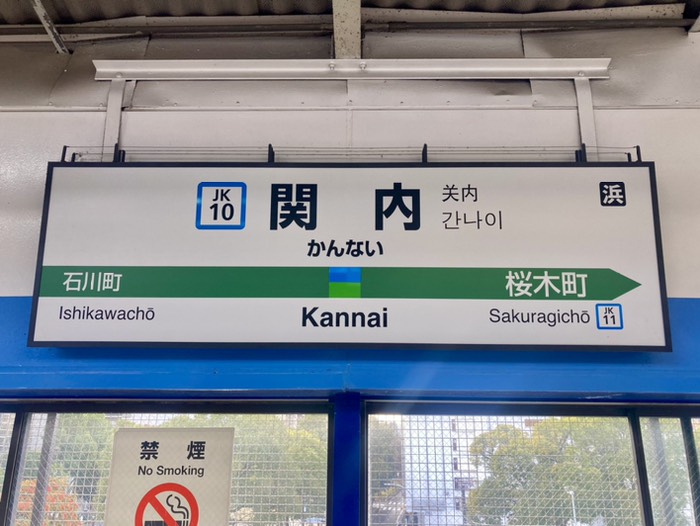 JK
10
関内
关内
간나이
浜
かんない
石川町
桜木町
Ishikawachō
Kannai
Sakuragichō
JK
11
禁煙
No Smoking